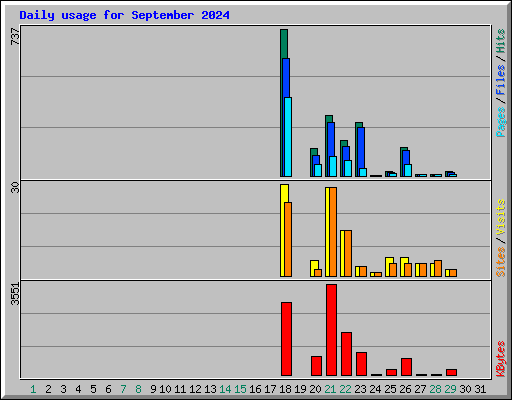 Daily usage for September 2024
737
Pages / Files / Hits
30
Sites / Visits
3551
KBytes
1 2 3 4 5 6 7 8 9 10 11 12 13 14 15 16 17 18 19 20 21 22 23 24 25 26 27 28 29 30 31